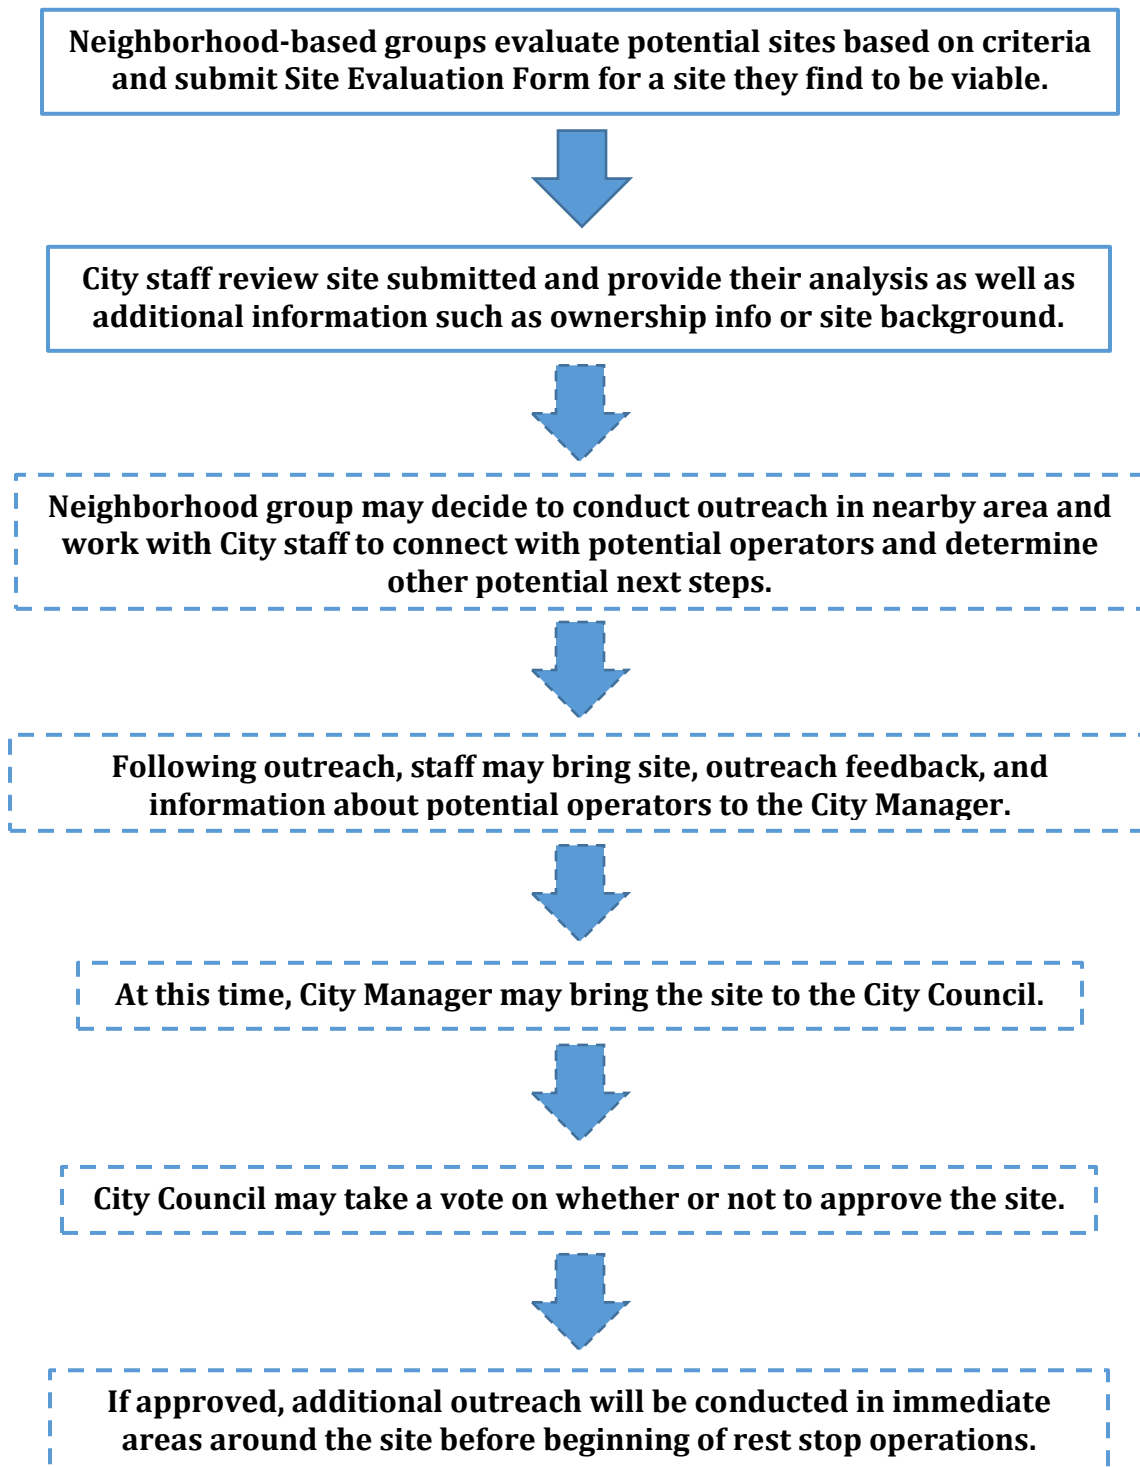 Neighborhood-based groups evaluate potential sites based on criteria
and submit Site Evaluation Form for a site they find to be viable.
City staff review site submitted and provide their analysis as well as
additional information such as ownership info or site background.
Neighborhood group may decide to conduct outreach in nearby area and
work with City staff to connect with potential operators and determine
other potential next steps.
Following outreach, staff may bring site, outreach feedback, and
information about potential operators to the City Manager.
At this time, City Manager may bring the site to the City Council.
City Council may take a vote on whether or not to approve the site.
If approved, additional outreach will be conducted in immediate
areas around the site before beginning of rest stop operations.